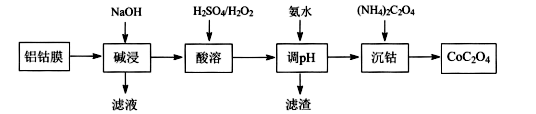 NaOH H₂SO₄/H₂O₂ 氨水 (NH₄)₂C₂O₄
铝钴膜 碱浸 酸溶 调pH 沉钴 CoC₂O₄
滤液 滤渣